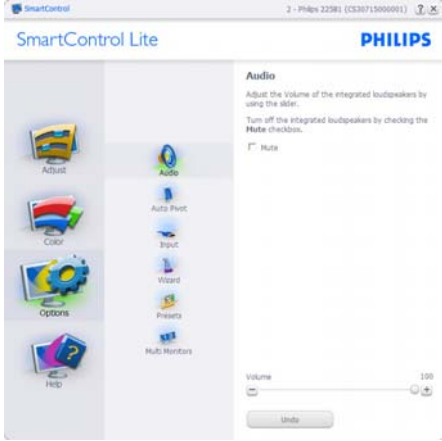 SmartControl
2 - Philips 225B1 (CS30715000001)
SmartControl Lite
PHILIPS
Adjust
Color
Options
Help
Audio
Auto Pivot
Input
Wizard
Presets
Multi Monitors
Audio
Adjust the Volume of the integrated loudspeakers by
using the slider.
Turn off the integrated loudspeakers by checking the
Mute checkbox.
Mute
Volume 100
Undo